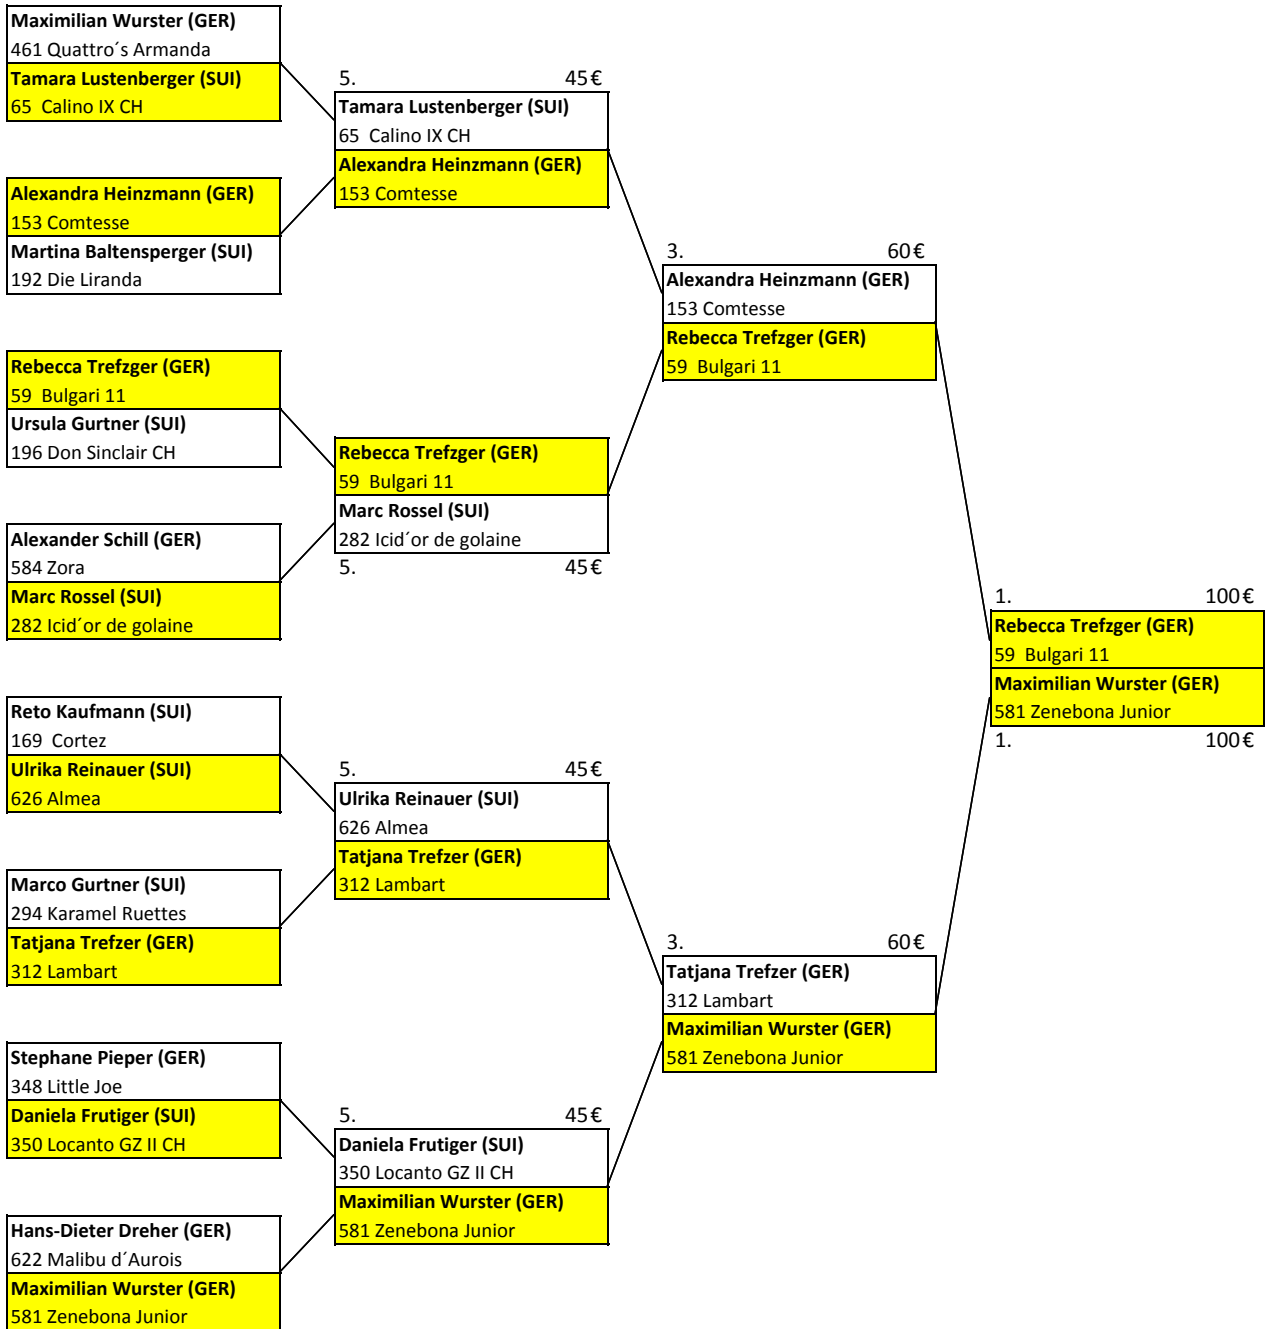 Maximilian Wurster (GER)
461 Quattro´s Armanda
Tamara Lustenberger (SUI)
65  Calino IX CH
Alexandra Heinzmann (GER)
153 Comtesse
Martina Baltensperger (SUI)
192 Die Liranda
Rebecca Trefzger (GER)
59  Bulgari 11
Ursula Gurtner (SUI)
196 Don Sinclair CH
Alexander Schill (GER)
584 Zora
Marc Rossel (SUI)
282 Icid´or de golaine
Reto Kaufmann (SUI)
169  Cortez
Ulrika Reinauer (SUI)
626 Almea
Marco Gurtner (SUI)
294 Karamel Ruettes
Tatjana Trefzer (GER)
312 Lambart
Stephane Pieper (GER)
348 Little Joe
Daniela Frutiger (SUI)
350 Locanto GZ II CH
Hans-Dieter Dreher (GER)
622 Malibu d´Aurois
Maximilian Wurster (GER)
581 Zenebona Junior
5. 45€
Tamara Lustenberger (SUI)
65  Calino IX CH
Alexandra Heinzmann (GER)
153 Comtesse
Rebecca Trefzger (GER)
59  Bulgari 11
Marc Rossel (SUI)
282 Icid´or de golaine
5. 45€
5. 45€
Ulrika Reinauer (SUI)
626 Almea
Tatjana Trefzer (GER)
312 Lambart
5. 45€
Daniela Frutiger (SUI)
350 Locanto GZ II CH
Maximilian Wurster (GER)
581 Zenebona Junior
3. 60€
Alexandra Heinzmann (GER)
153 Comtesse
Rebecca Trefzger (GER)
59  Bulgari 11
3. 60€
Tatjana Trefzer (GER)
312 Lambart
Maximilian Wurster (GER)
581 Zenebona Junior
1. 100€
Rebecca Trefzger (GER)
59  Bulgari 11
Maximilian Wurster (GER)
581 Zenebona Junior
1. 100€